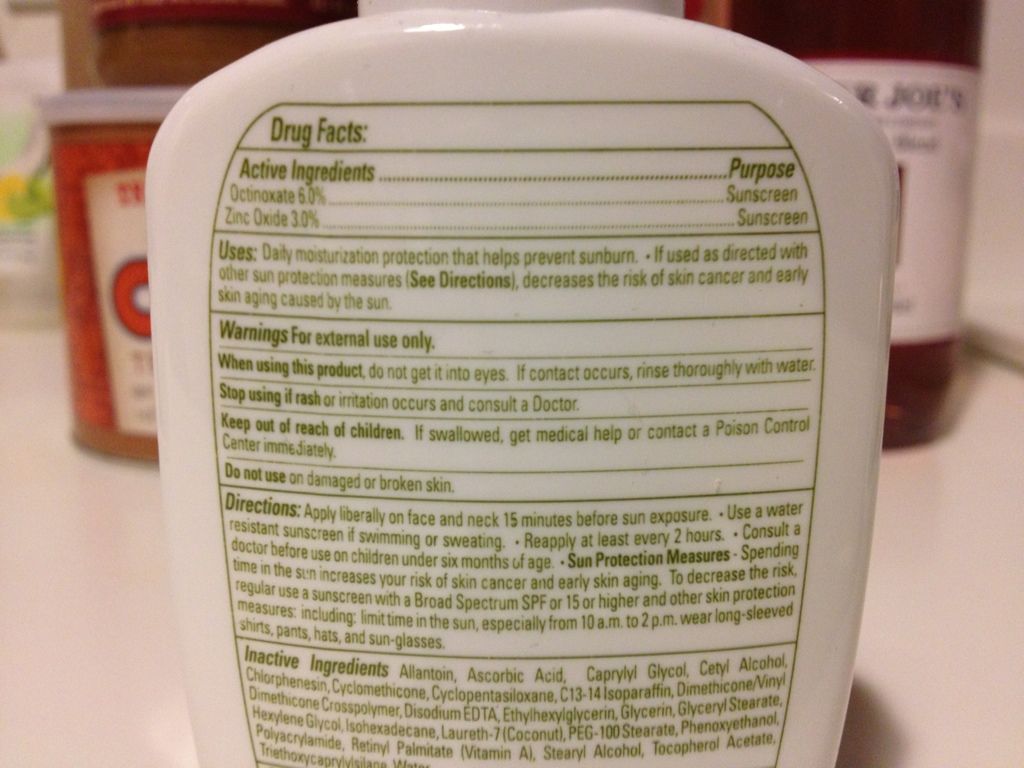 Drug Facts:
Active Ingredients ........ Purpose
Octinoxate 6.0% ........ Sunscreen
Zinc Oxide 3.0% ........ Sunscreen
Uses: Daily moisturization protection that helps prevent sunburn. • If used as directed with
other sun protection measures (See Directions), decreases the risk of skin cancer and early
skin aging caused by the sun.
Warnings For external use only.
When using this product, do not get it into eyes. If contact occurs, rinse thoroughly with water.
Stop using if rash or irritation occurs and consult a Doctor.
Keep out of reach of children. If swallowed, get medical help or contact a Poison Control
Center immediately.
Do not use on damaged or broken skin.
Directions: Apply liberally on face and neck 15 minutes before sun exposure. • Use a water
resistant sunscreen if swimming or sweating. • Reapply at least every 2 hours. • Consult a
doctor before use on children under six months of age. • Sun Protection Measures - Spending
time in the sun increases your risk of skin cancer and early skin aging. To decrease the risk,
regular use a sunscreen with a Broad Spectrum SPF or 15 or higher and other skin protection
measures: including: limit time in the sun, especially from 10 a.m. to 2 p.m. wear long-sleeved
shirts, pants, hats, and sun-glasses.
Inactive Ingredients Allantoin, Ascorbic Acid, Caprylyl Glycol, Cetyl Alcohol,
Chlorphenesin, Cyclomethicone, Cyclopentasiloxane, C13-14 Isoparaffin, Dimethicone/Vinyl
Dimethicone Crosspolymer, Disodium EDTA, Ethylhexylglycerin, Glycerin, Glyceryl Stearate,
Hexylene Glycol, Isohexadecane, Laureth-7 (Coconut), PEG-100 Stearate, Phenoxyethanol,
Polyacrylamide, Retinyl Palmitate (Vitamin A), Stearyl Alcohol, Tocopherol Acetate,
Triethoxycaprylylsilane, Water
JOE'S